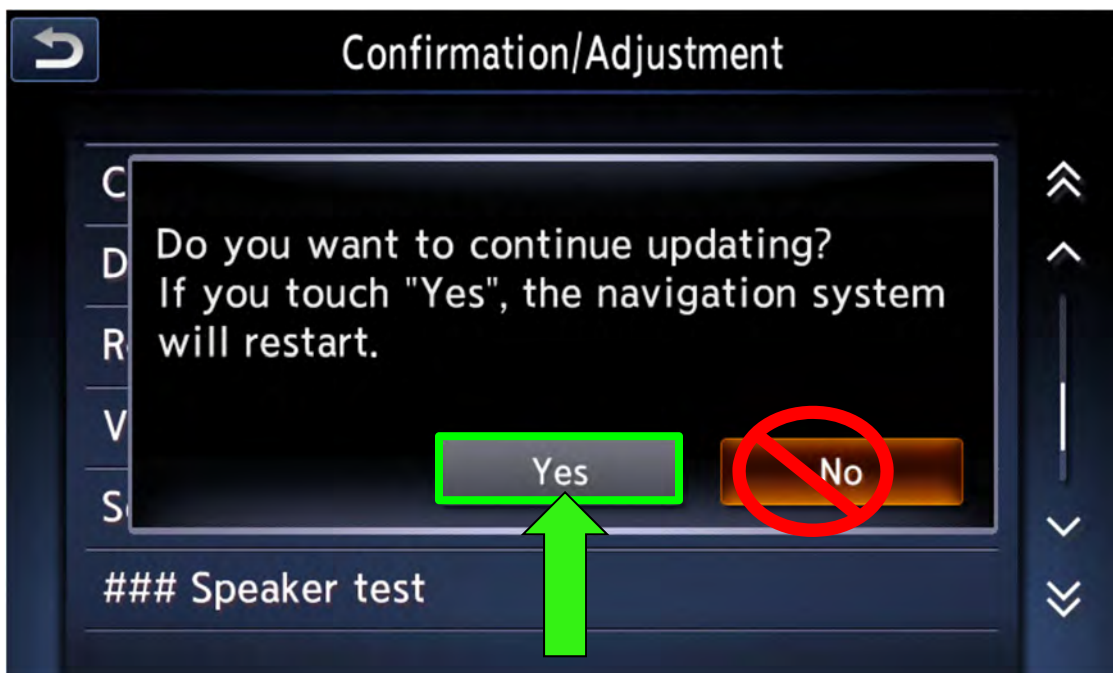 Confirmation/Adjustment
C
D
Do you want to continue updating?
If you touch "Yes", the navigation system
R
will restart.
V
Yes
No
S
### Speaker test